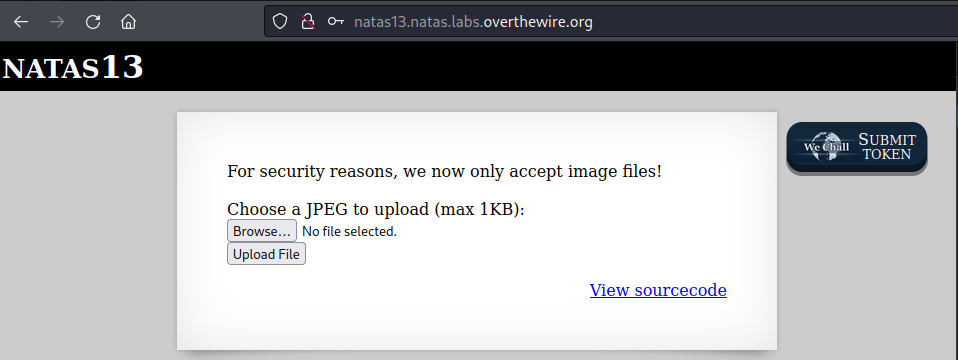 natas13.natas.labs.overthewire.org
NATAS13
For security reasons, we now only accept image files!
Choose a JPEG to upload (max 1KB):
Browse... No file selected.
Upload File
View sourcecode
We Chall
SUBMIT
TOKEN